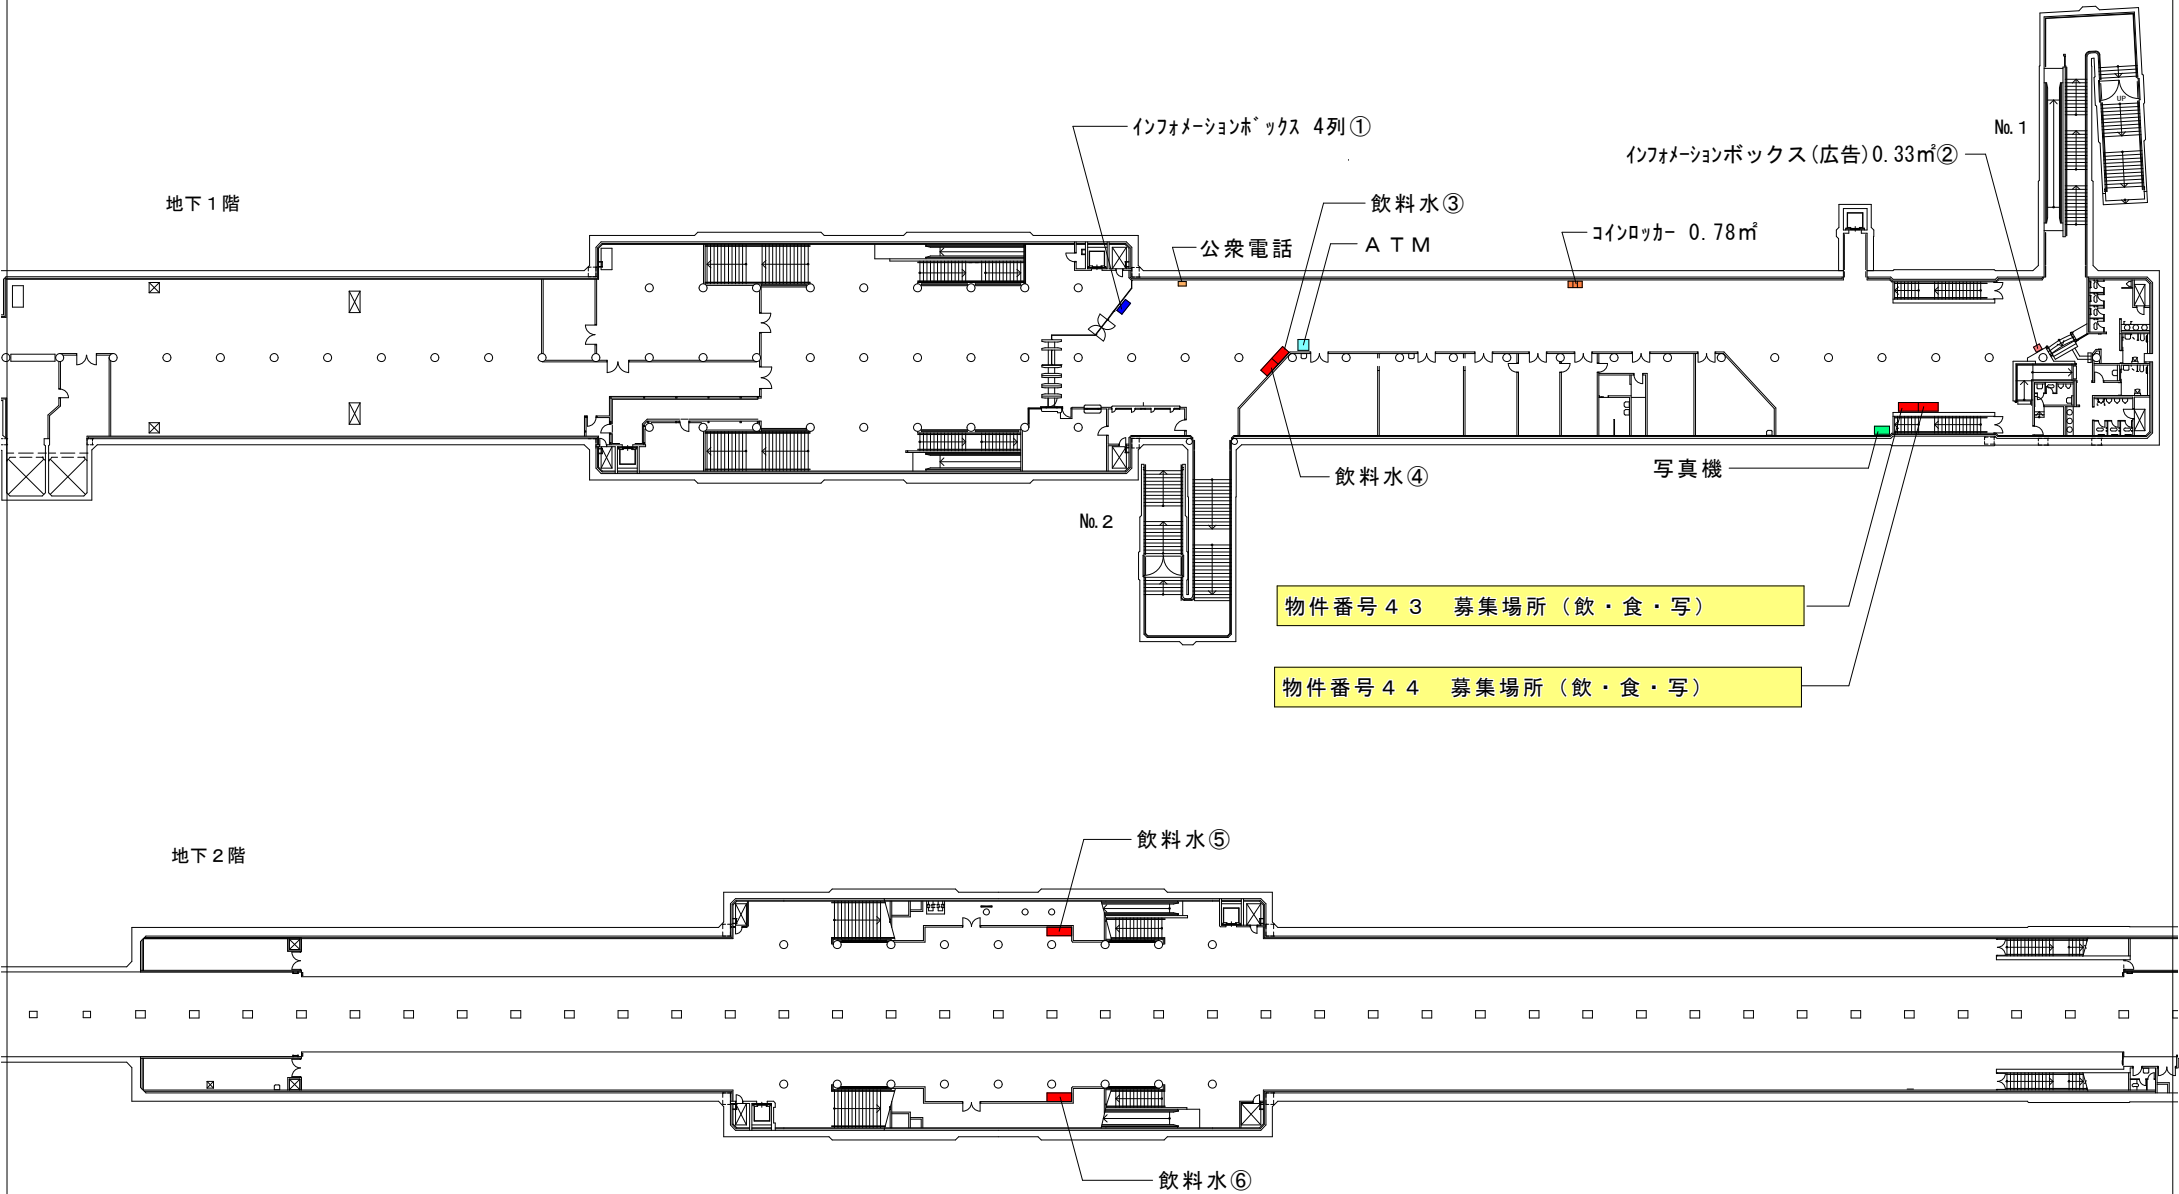 インフォメーションボックス 4列①
No.1
インフォメーションボックス(広告)0.33㎡②
UP
地下1階
飲料水③
公衆電話
ATM
コインロッカー 0.78㎡
飲料水④
写真機
No.2
物件番号43 募集場所(飲・食・写)
物件番号44 募集場所(飲・食・写)
飲料水⑤
地下2階
飲料水⑥